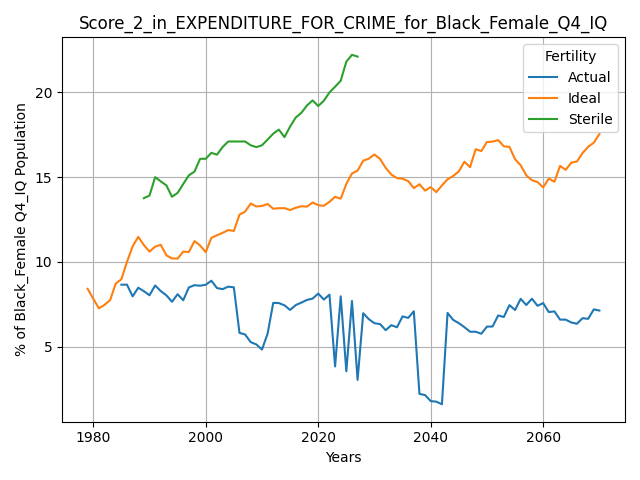 Score_2_in_EXPENDITURE_FOR_CRIME_for_Black_Female_Q4_IQ
% of Black_Female Q4_IQ Population
20
15
10
5
Fertility
Actual
Ideal
Sterile
1980 2000 2020 2040 2060
Years